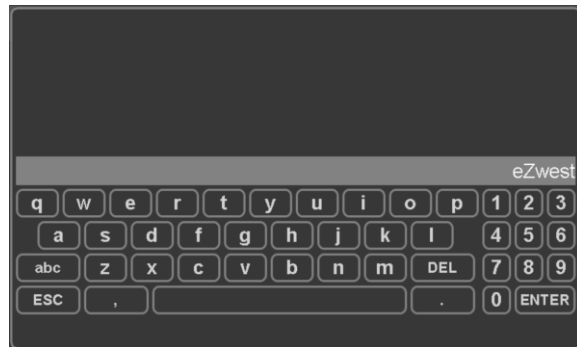 eZwest
q w e r t y u i o p 1 2 3
a s d f g h j k l 4 5 6
abc z x c v b n m DEL 7 8 9
ESC , . 0 ENTER